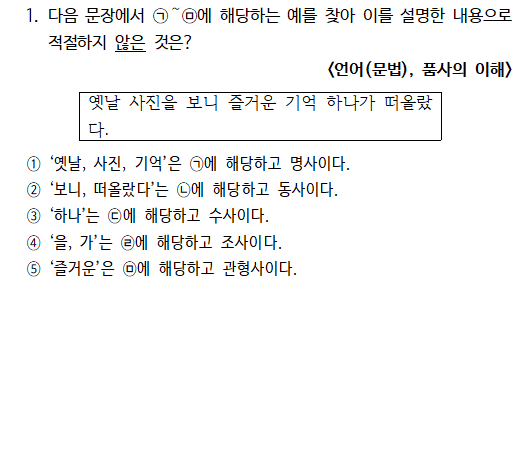 1. 다음 문장에서 ㉠~㉤에 해당하는 예를 찾아 이를 설명한 내용으로
적절하지 않은 것은?
<언어(문법), 품사의 이해>
옛날 사진을 보니 즐거운 기억 하나가 떠올랐
다.
① ‘옛날, 사진, 기억’은 ㉠에 해당하고 명사이다.
② ‘보니, 떠올랐다’는 ㉡에 해당하고 동사이다.
③ ‘하나’는 ㉢에 해당하고 수사이다.
④ ‘을, 가’는 ㉣에 해당하고 조사이다.
⑤ ‘즐거운’은 ㉤에 해당하고 관형사이다.